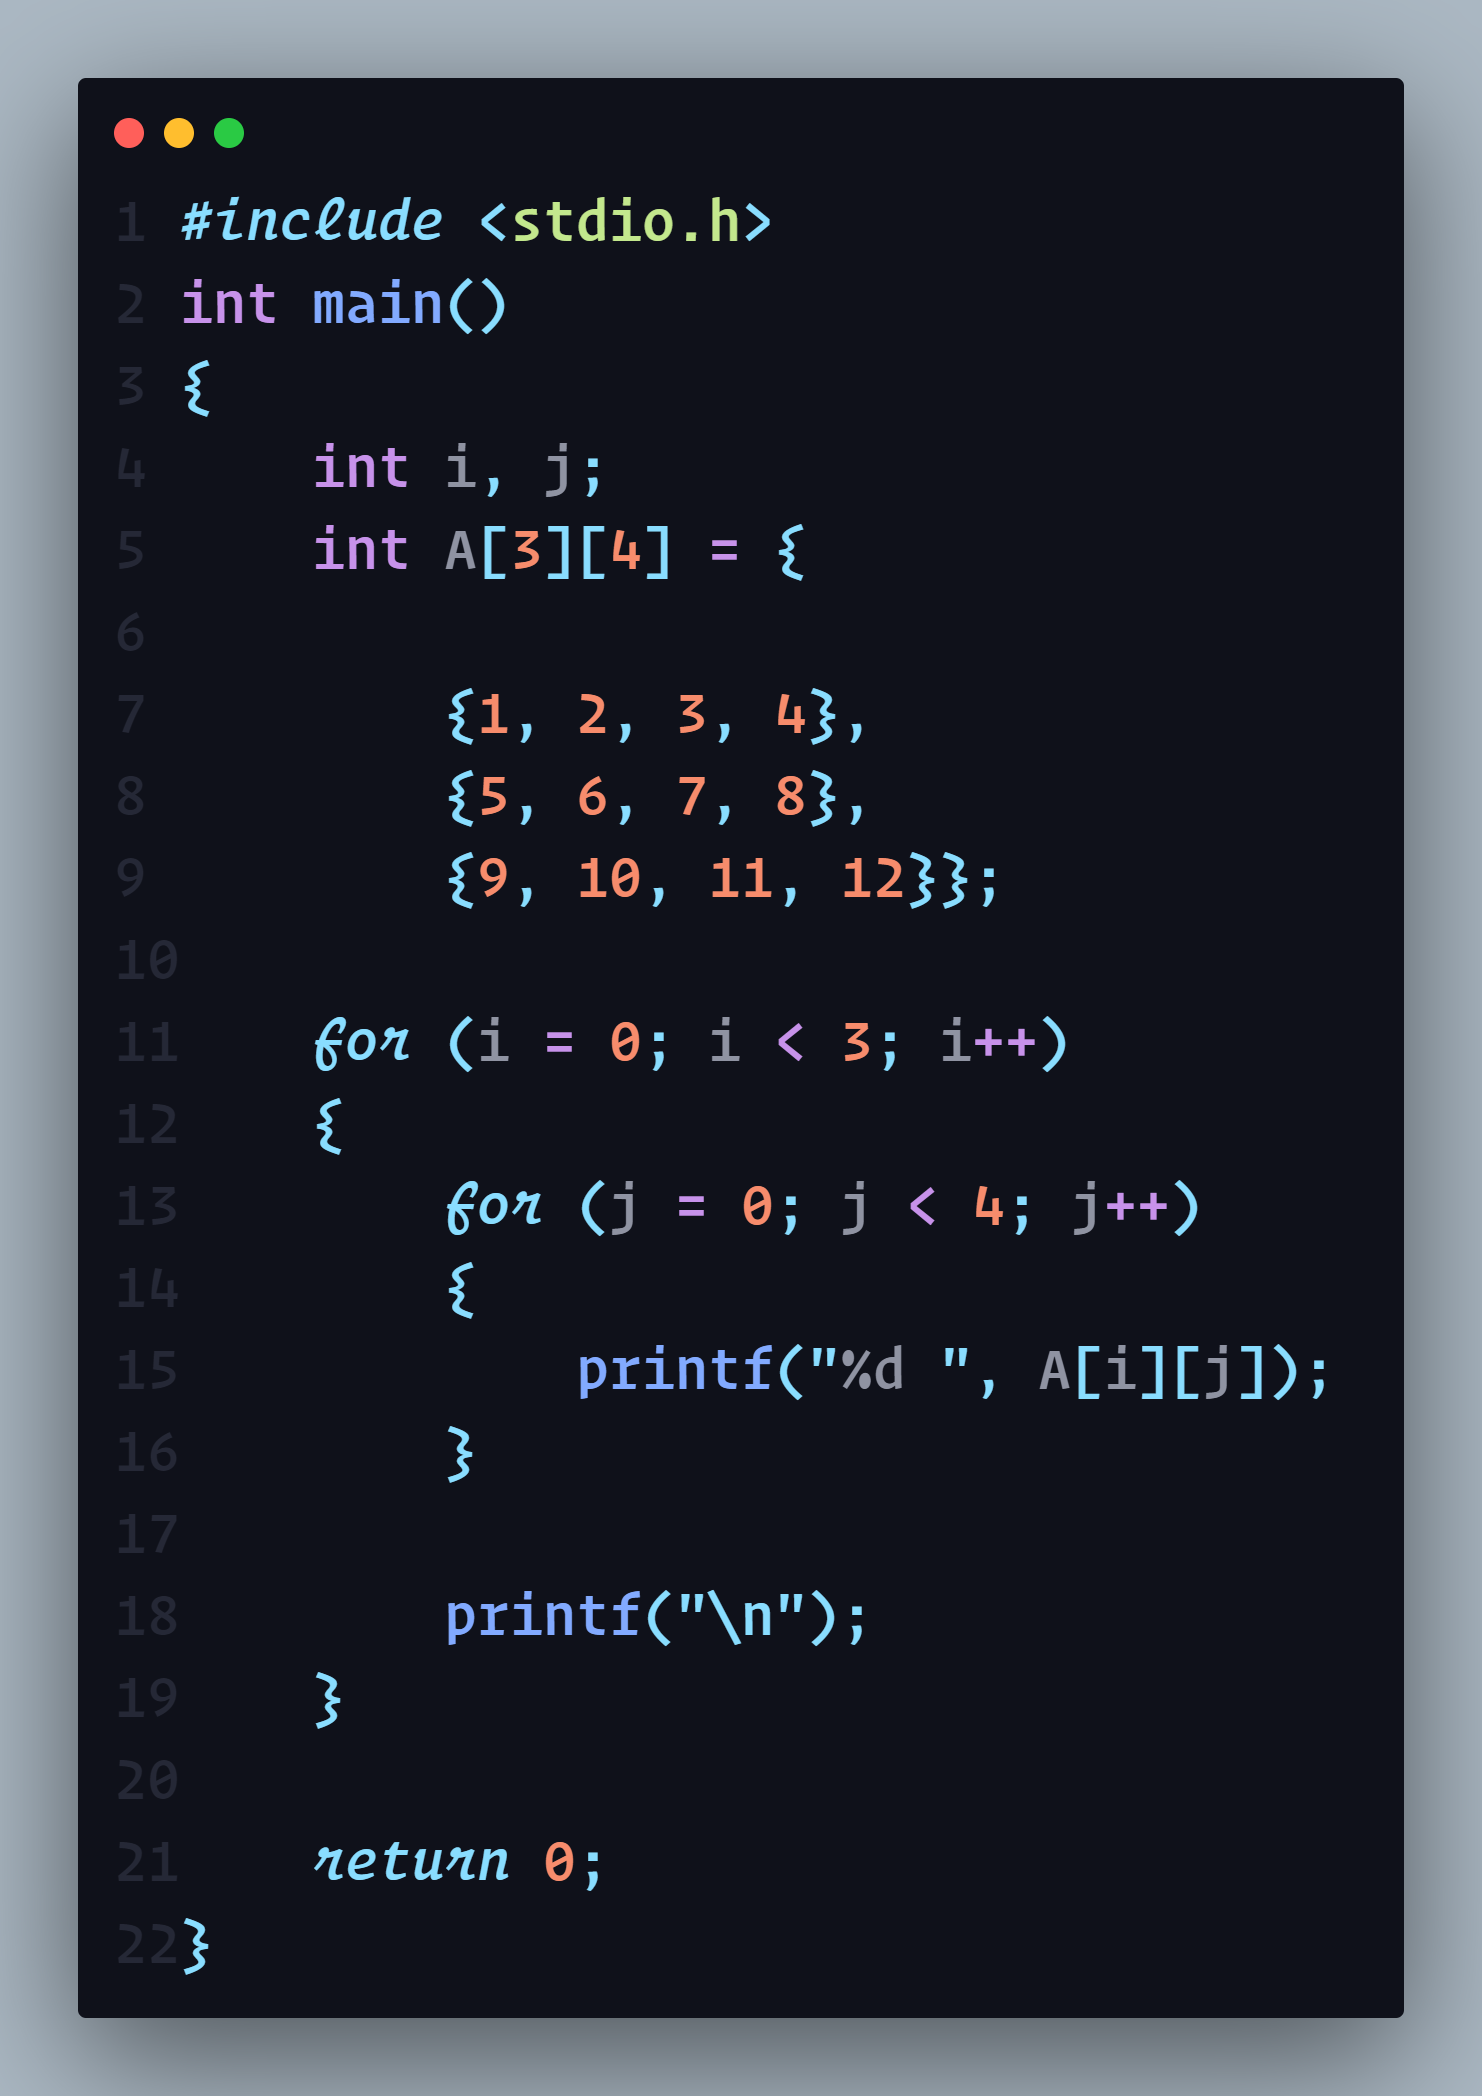 1 #include <stdio.h>
2 int main()
3 {
4     int i, j;
5     int A[3][4] = {
6
7         {1, 2, 3, 4},
8         {5, 6, 7, 8},
9         {9, 10, 11, 12}};
10
11    for (i = 0; i < 3; i++)
12    {
13        for (j = 0; j < 4; j++)
14        {
15            printf("%d ", A[i][j]);
16        }
17
18        printf("\n");
19    }
20
21    return 0;
22}